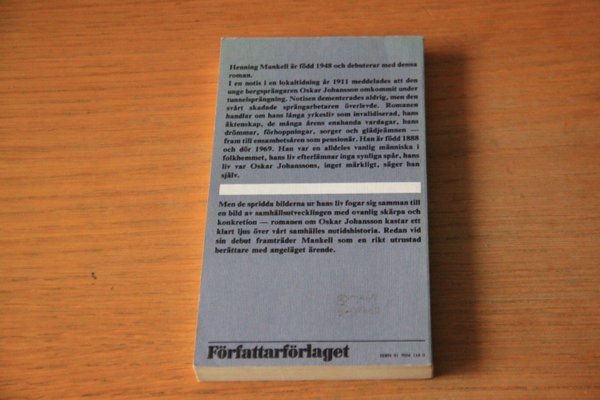 Henning Mankell är född 1948 och debuterar med denna
roman.
I en notis i en lokaltidning år 1911 meddelades att den
unge bergsprängaren Oskar Johansson omkommit under
tunnelsprängning. Notisen dementerades aldrig, men den
svårt skadade sprängarbetaren överlevde. Romanen
handlar om hans långa yrkesliv som invalidiserad, hans
äktenskap, de många årens enahanda vardagar, hans
drömmar, förhoppningar, sorger och glädjeämnen —
fram till ensamhetsåren som pensionär. Han är född 1888
och dör 1969. Han var en alldeles vanlig människa i
folkhemmet, hans liv efterlämnar inga synliga spår, hans
liv var Oskar Johanssons, inget märkligt, säger han
själv.
Men de spridda bilderna ur hans liv fogar sig samman till
en bild av samhällsutvecklingen med ovanlig skärpa och
konkretion — romanen om Oskar Johansson kastar ett
klart ljus över vårt samhälles nutidshistoria. Redan vid
sin debut framträder Mankell som en rikt utrustad
berättare med angeläget ärende.
Författarförlaget